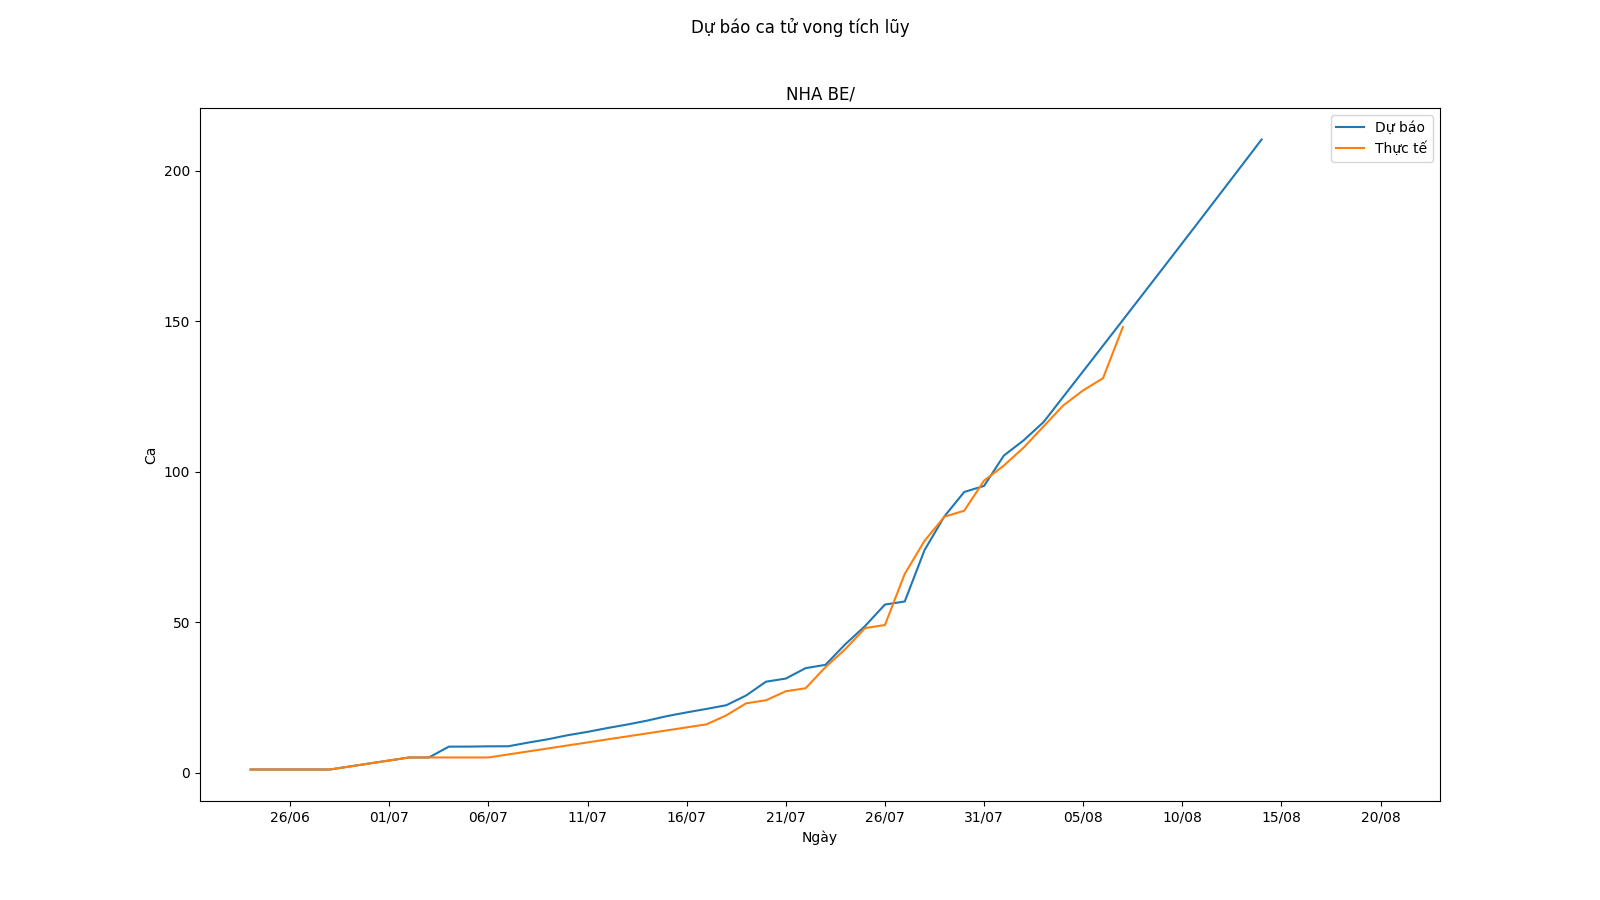 Dự báo ca tử vong tích lũy
NHA BE/
Dự báo
Thực tế
200
150
100
50
0
Ca
26/06 01/07 06/07 11/07 16/07 21/07 26/07 31/07 05/08 10/08 15/08 20/08
Ngày